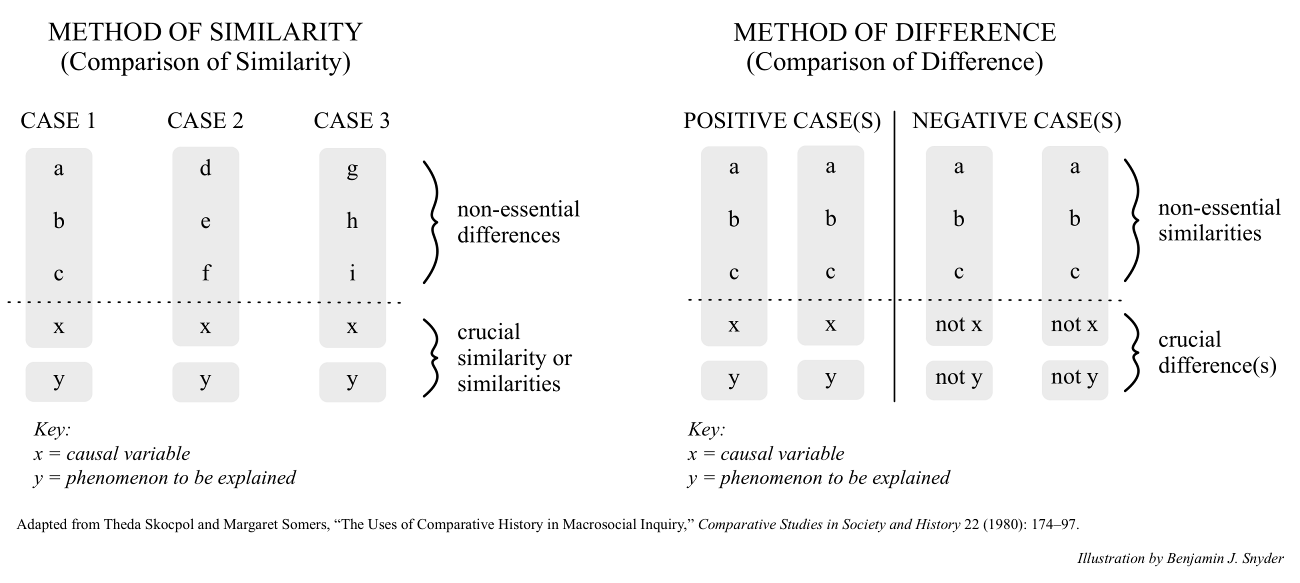 METHOD OF SIMILARITY
(Comparison of Similarity)
CASE 1 CASE 2 CASE 3
a d g
b e h
c f i
non-essential
differences
x x x
y y y
crucial
similarity or
similarities
Key:
x = causal variable
y = phenomenon to be explained
METHOD OF DIFFERENCE
(Comparison of Difference)
POSITIVE CASE(S) NEGATIVE CASE(S)
a a a a
b b b b
c c c c
non-essential
similarities
x x not x not x
y y not y not y
crucial
difference(s)
Key:
x = causal variable
y = phenomenon to be explained
Adapted from Theda Skocpol and Margaret Somers, “The Uses of Comparative History in Macrosocial Inquiry,” Comparative Studies in Society and History 22 (1980): 174–97.
Illustration by Benjamin J. Snyder